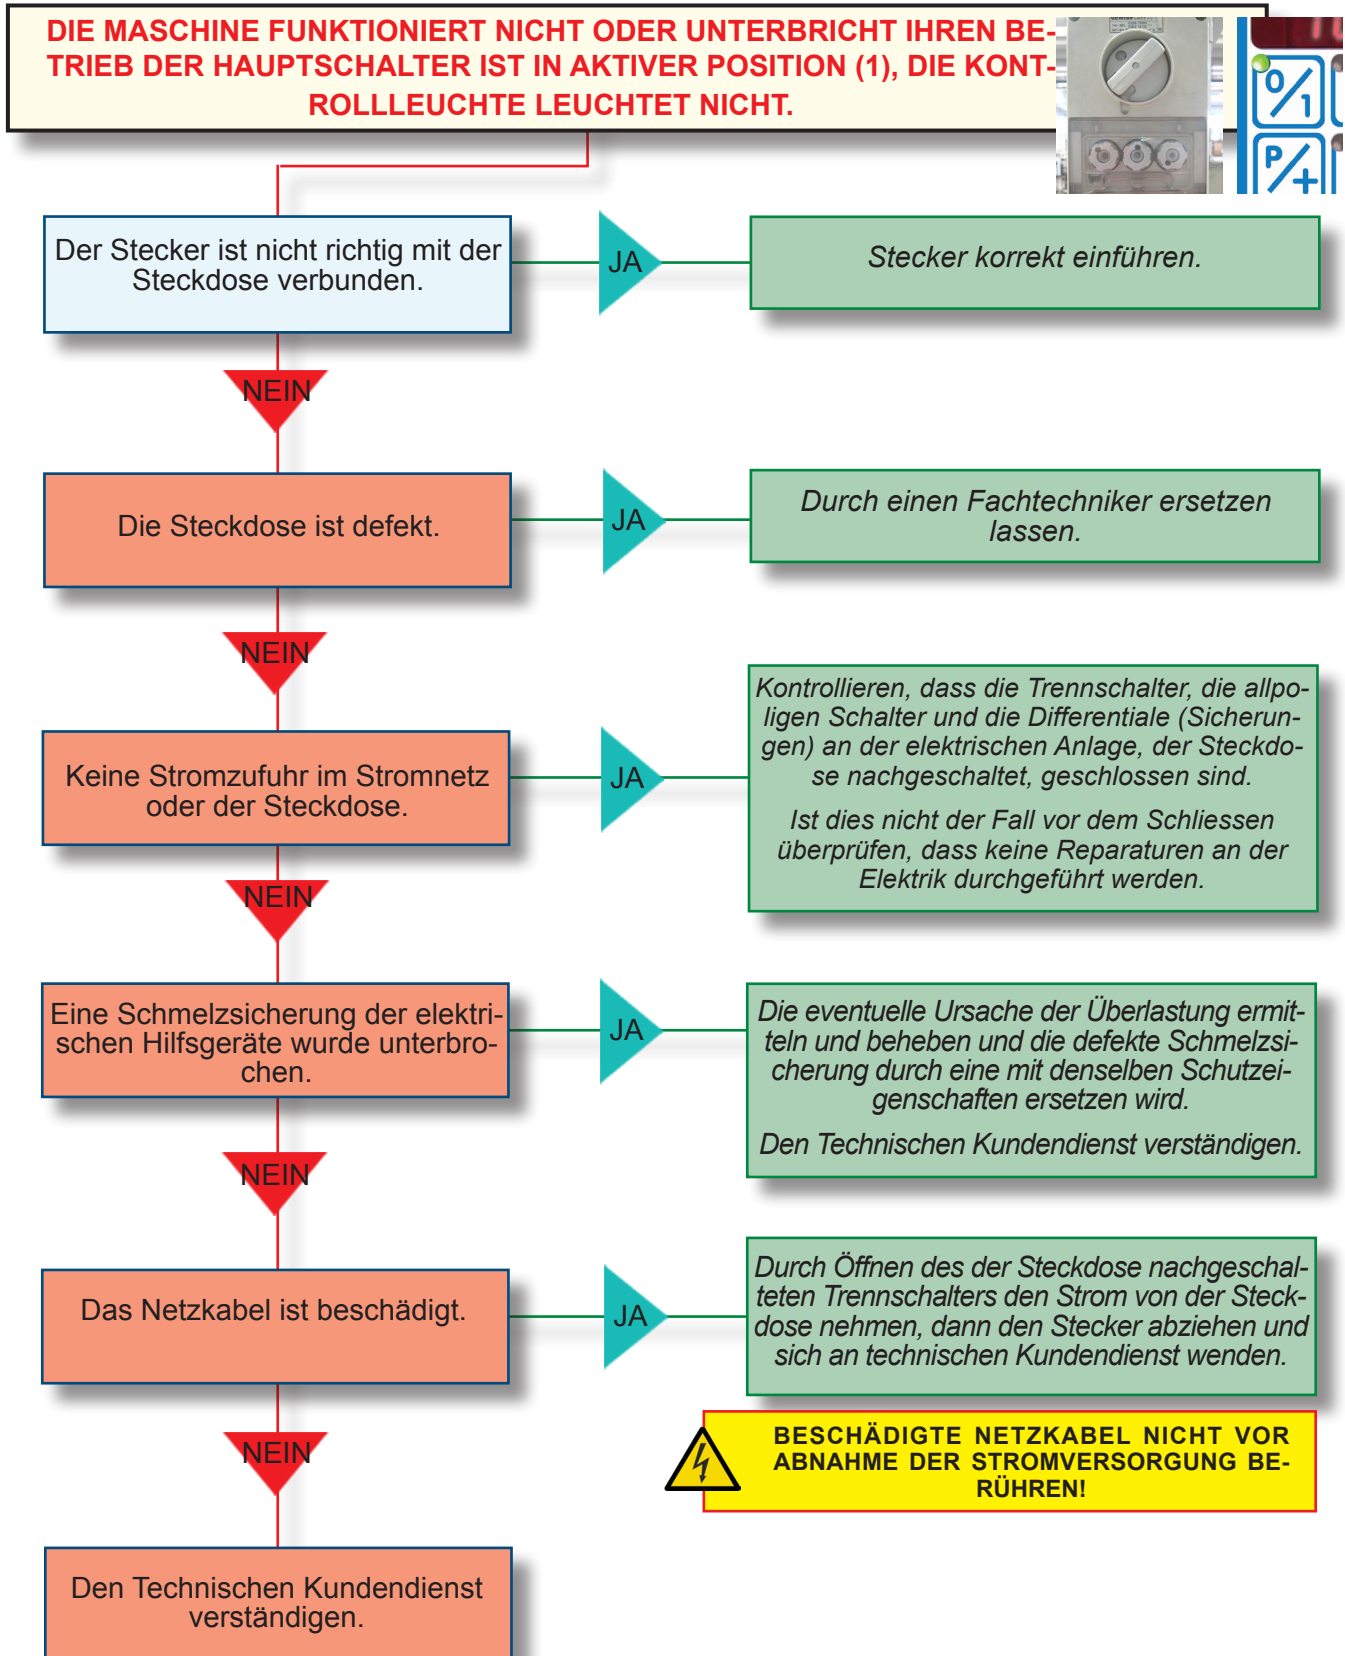 DIE MASCHINE FUNKTIONIERT NICHT ODER UNTERBRICHT IHREN BE-
TRIEB DER HAUPTSCHALTER IST IN AKTIVER POSITION (1), DIE KONT-
ROLLLEUCHTE LEUCHTET NICHT.
0/1
P/+
Der Stecker ist nicht richtig mit der
Steckdose verbunden.
JA
Stecker korrekt einführen.
NEIN
Die Steckdose ist defekt.
JA
Durch einen Fachtechniker ersetzen
lassen.
NEIN
Keine Stromzufuhr im Stromnetz
oder der Steckdose.
JA
Kontrollieren, dass die Trennschalter, die allpo-
ligen Schalter und die Differentiale (Sicherun-
gen) an der elektrischen Anlage, der Steckdo-
se nachgeschaltet, geschlossen sind.
Ist dies nicht der Fall vor dem Schliessen
überprüfen, dass keine Reparaturen an der
Elektrik durchgeführt werden.
NEIN
Eine Schmelzsicherung der elektri-
schen Hilfsgeräte wurde unterbro-
chen.
JA
Die eventuelle Ursache der Überlastung ermit-
teln und beheben und die defekte Schmelzsi-
cherung durch eine mit denselben Schutzei-
genschaften ersetzen wird.
Den Technischen Kundendienst verständigen.
NEIN
Das Netzkabel ist beschädigt.
JA
Durch Öffnen des der Steckdose nachgeschal-
teten Trennschalters den Strom von der Steck-
dose nehmen, dann den Stecker abziehen und
sich an technischen Kundendienst wenden.
BESCHÄDIGTE NETZKABEL NICHT VOR
ABNAHME DER STROMVERSORGUNG BE-
RÜHREN!
NEIN
Den Technischen Kundendienst
verständigen.